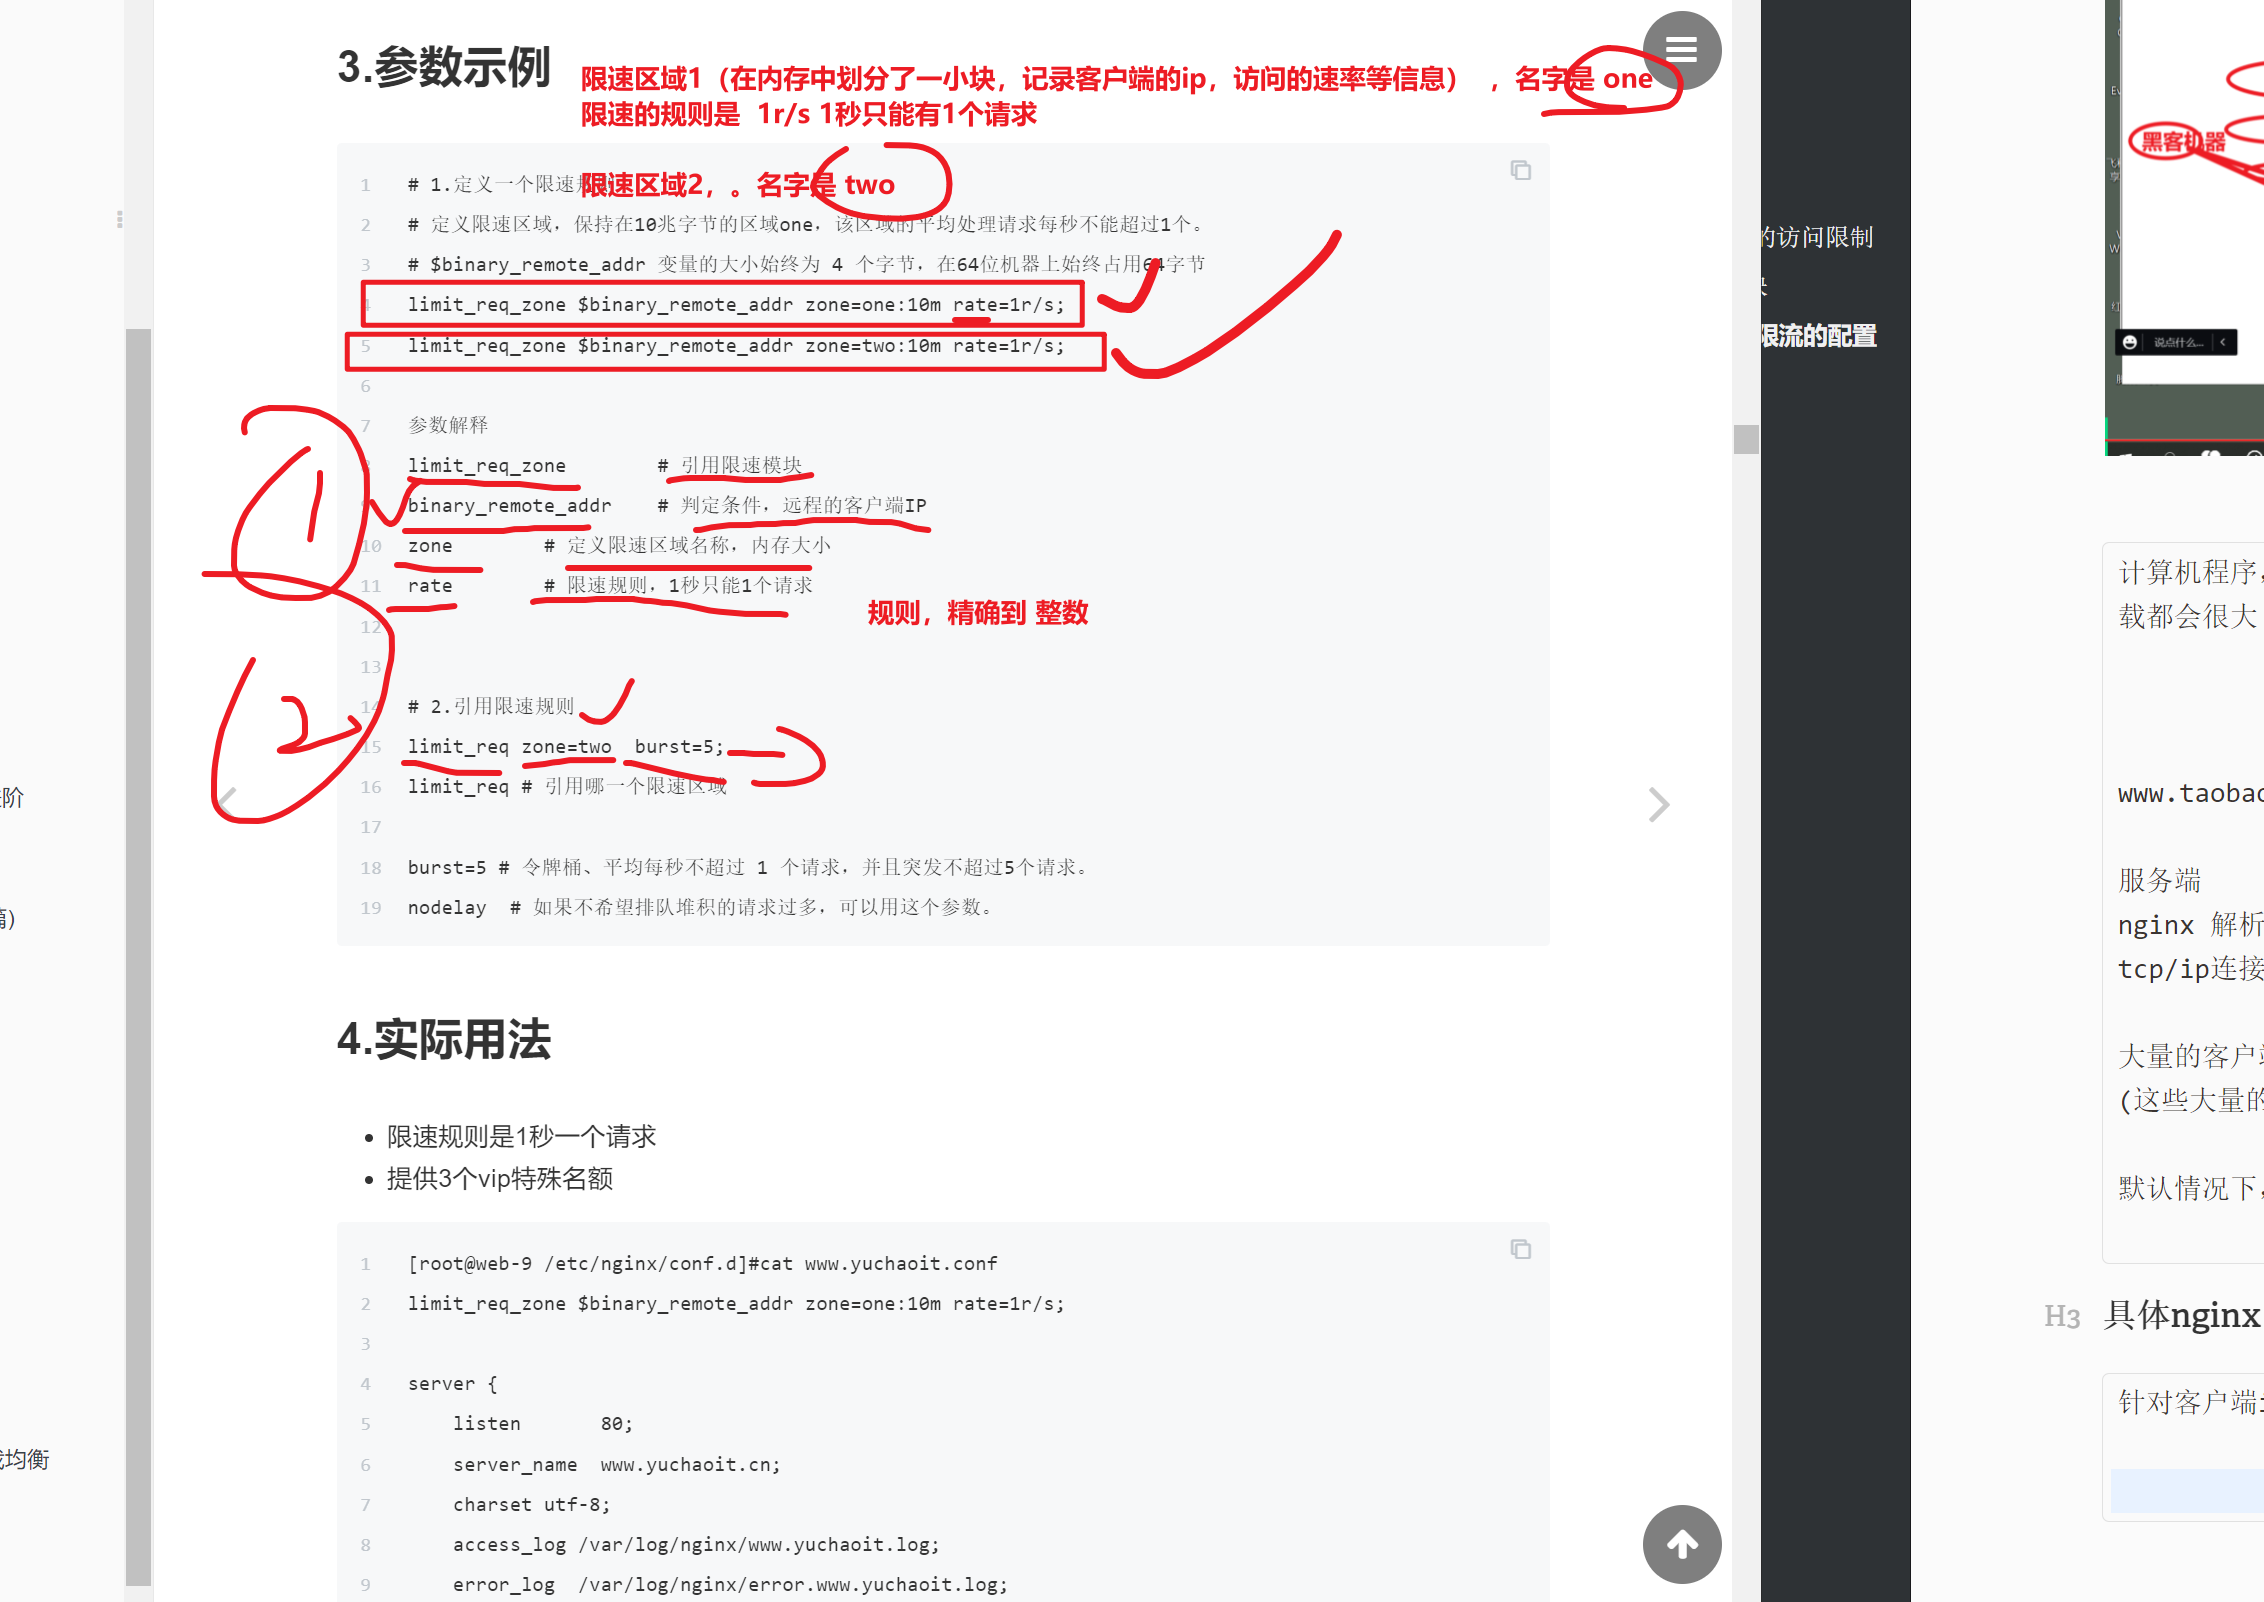 3.参数示例
限速区域1（在内存中划分了一小块，记录客户端的ip，访问的速率等信息） ，名字是 one
限速的规则是 1r/s 1秒只能有1个请求
限速区域2，。名字是 two
1 # 1.定义一个限速规
2 # 定义限速区域，保持在10兆字节的区域one，该区域的平均处理请求每秒不能超过1个。
3 # $binary_remote_addr 变量的大小始终为 4 个字节，在64位机器上始终占用64字节
4 limit_req_zone $binary_remote_addr zone=one:10m rate=1r/s;
5 limit_req_zone $binary_remote_addr zone=two:10m rate=1r/s;
6
7 参数解释
limit_req_zone # 引用限速模块
binary_remote_addr # 判定条件，远程的客户端IP
10 zone # 定义限速区域名称，内存大小
11 rate # 限速规则，1秒只能1个请求
规则，精确到 整数
12
13
14 # 2.引用限速规则
15 limit_req zone=two burst=5;
16 limit_req # 引用哪一个限速区域
17
18 burst=5 # 令牌桶、平均每秒不超过 1 个请求，并且突发不超过5个请求。
19 nodelay # 如果不希望排队堆积的请求过多，可以用这个参数。
1
2
4.实际用法
限速规则是1秒一个请求
提供3个vip特殊名额
1 [root@web-9 /etc/nginx/conf.d]#cat www.yuchaoit.conf
2 limit_req_zone $binary_remote_addr zone=one:10m rate=1r/s;
3
4 server {
5 listen 80;
6 server_name www.yuchaoit.cn;
7 charset utf-8;
8 access_log /var/log/nginx/www.yuchaoit.log;
9 error_log /var/log/nginx/error.www.yuchaoit.log;
阶
均衡
的访问限制
限流的配置
黑客机器
说点什么...
计算机程序，
载都会很大
www.taobao
服务端
nginx 解析
tcp/ip连接
大量的客户端
(这些大量的
默认情况下，
H3 具体nginx
针对客户端